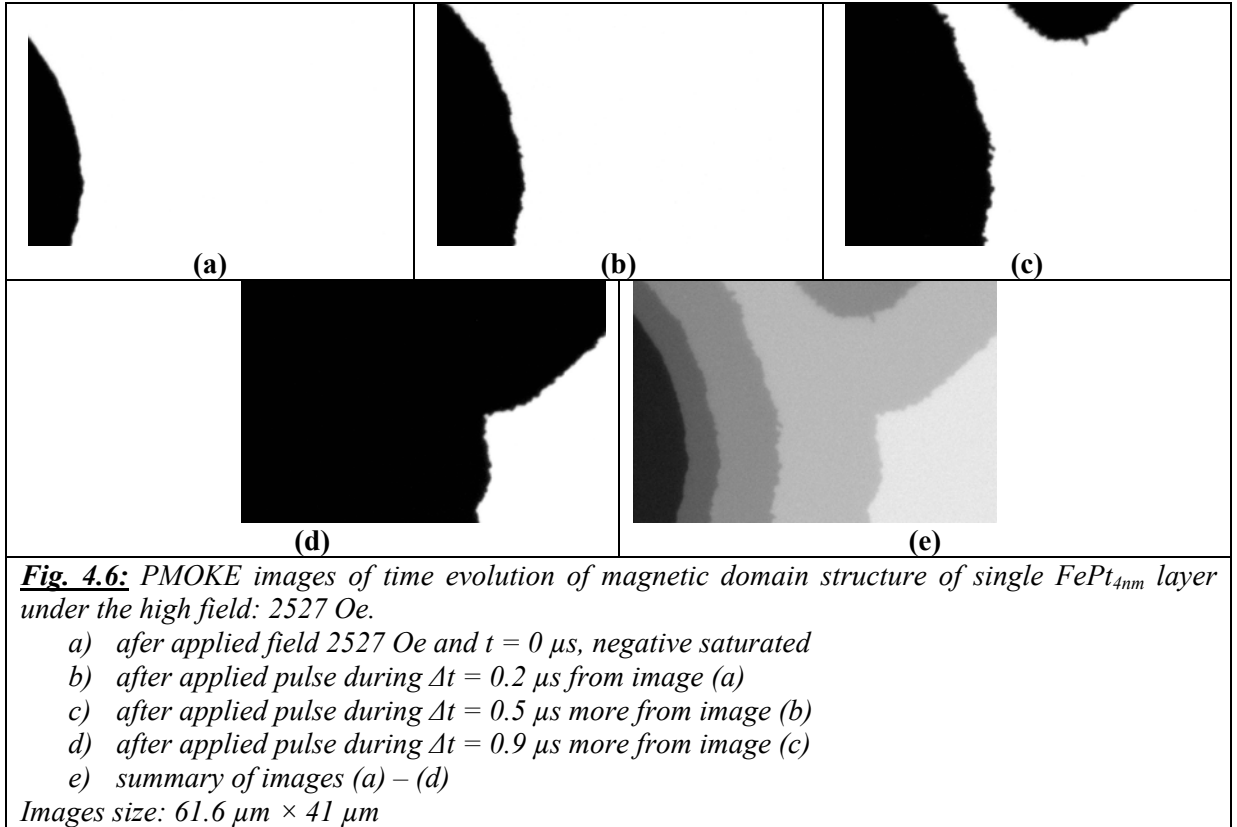 (a)
(b)
(c)
(d)
(e)
Fig. 4.6: PMOKE images of time evolution of magnetic domain structure of single FePt4nm layer
under the high field: 2527 Oe.
a) afer applied field 2527 Oe and t = 0 µs, negative saturated
b) after applied pulse during Δt = 0.2 µs from image (a)
c) after applied pulse during Δt = 0.5 µs more from image (b)
d) after applied pulse during Δt = 0.9 µs more from image (c)
e) summary of images (a) – (d)
Images size: 61.6 µm × 41 µm